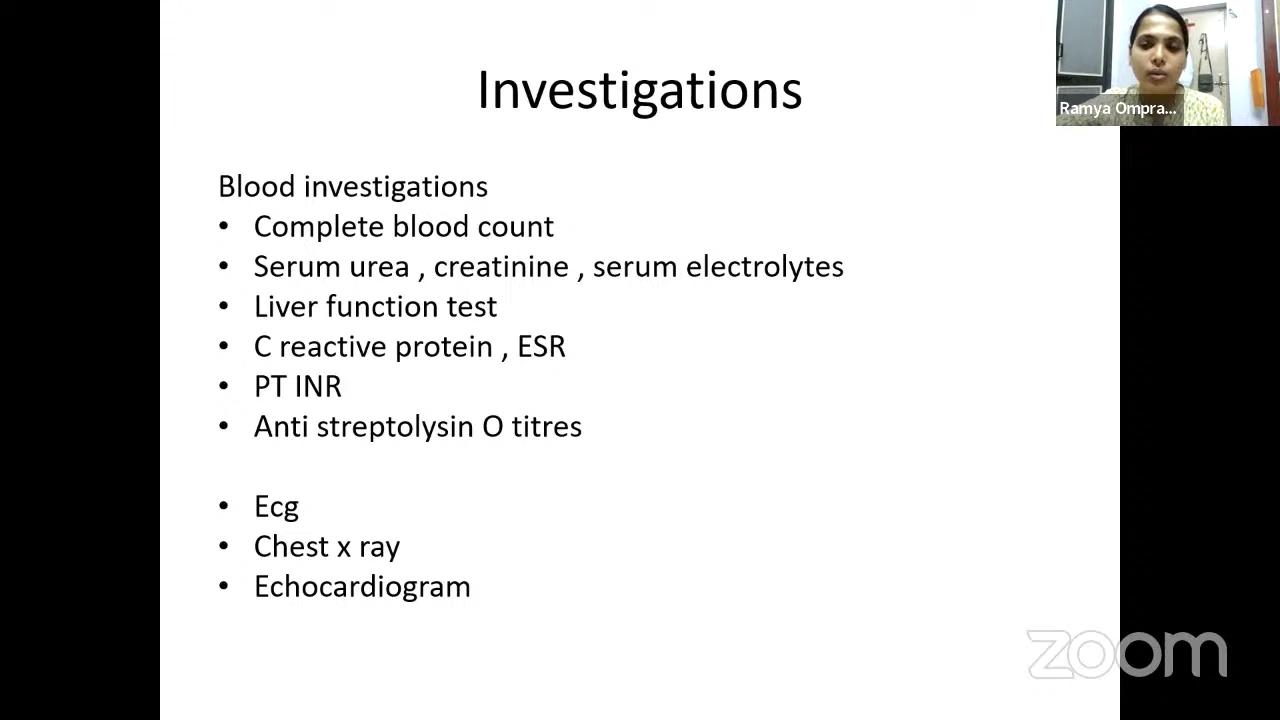 Investigations
Ramya Ompra...
Blood investigations
• Complete blood count
• Serum urea , creatinine , serum electrolytes
• Liver function test
• C reactive protein , ESR
• PT INR
• Anti streptolysin O titres
• Ecg
• Chest x ray
• Echocardiogram
zoom